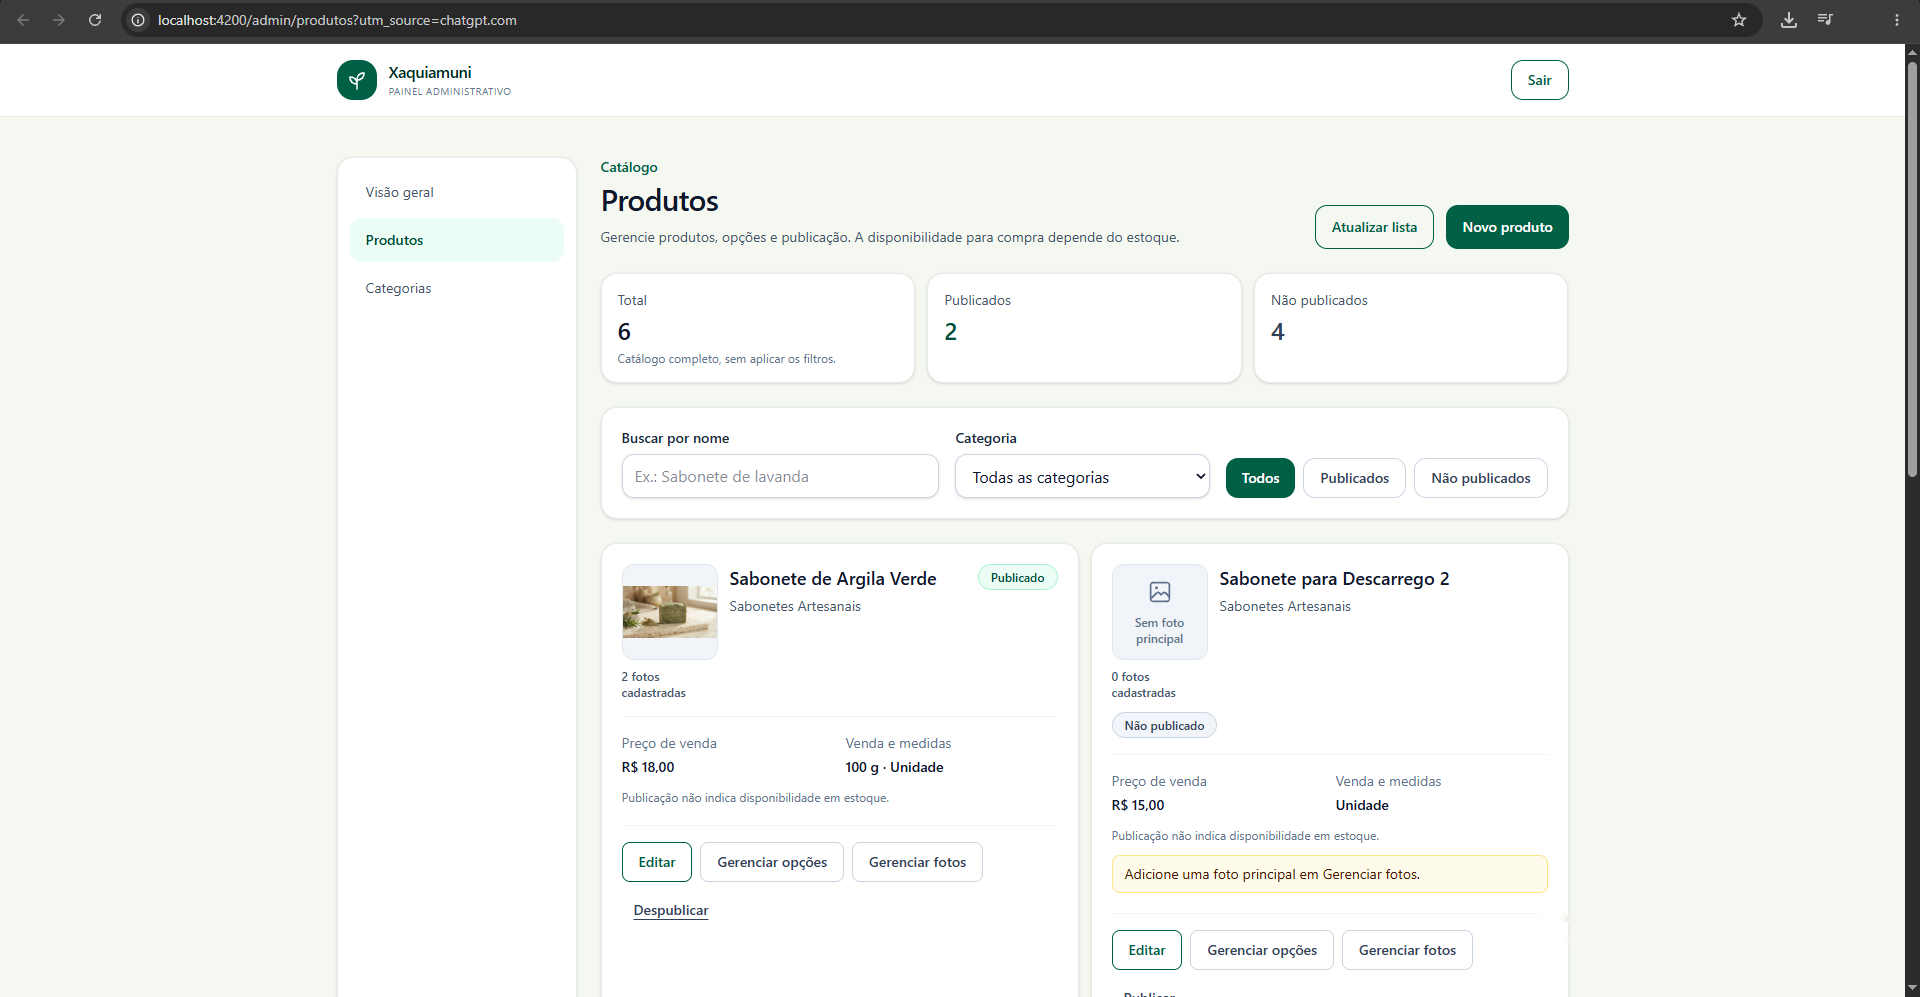 localhost:4200/admin/produtos?utm_source=chatgpt.com
Xaquiamuni
PAINEL ADMINISTRATIVO
Sair
Visão geral
Produtos
Categorias
Catálogo
Produtos
Gerencie produtos, opções e publicação. A disponibilidade para compra depende do estoque.
Atualizar lista
Novo produto
Total
6
Catálogo completo, sem aplicar os filtros.
Publicados
2
Não publicados
4
Buscar por nome
Ex.: Sabonete de lavanda
Categoria
Todas as categorias
Todos
Publicados
Não publicados
Sabonete de Argila Verde
Publicado
Sabonetes Artesanais
2 fotos
cadastradas
Preço de venda
R$ 18,00
Venda e medidas
100 g · Unidade
Publicação não indica disponibilidade em estoque.
Editar
Gerenciar opções
Gerenciar fotos
Despublicar
Sem foto
principal
Sabonete para Descarrego 2
Sabonetes Artesanais
0 fotos
cadastradas
Não publicado
Preço de venda
R$ 15,00
Venda e medidas
Unidade
Publicação não indica disponibilidade em estoque.
Adicione uma foto principal em Gerenciar fotos.
Editar
Gerenciar opções
Gerenciar fotos
Publicar